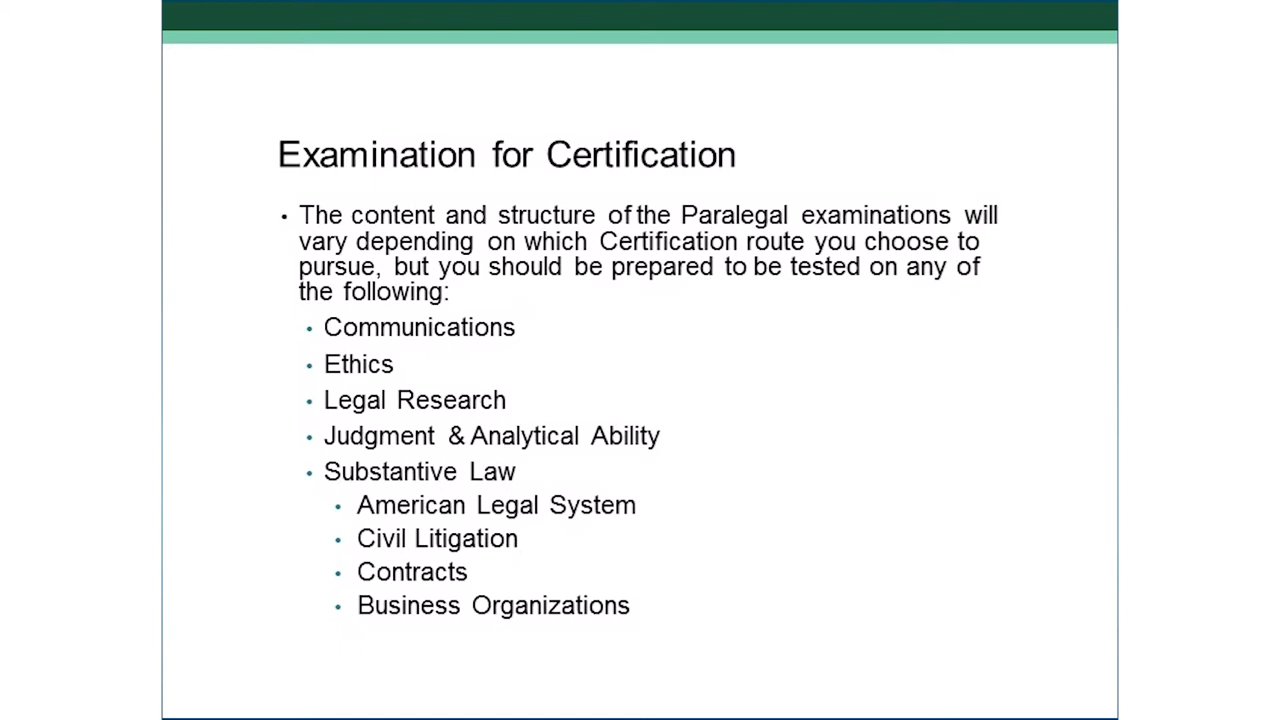 Examination for Certification
• The content and structure of the Paralegal examinations will
vary depending on which Certification route you choose to
pursue, but you should be prepared to be tested on any of
the following:
• Communications
• Ethics
• Legal Research
• Judgment & Analytical Ability
• Substantive Law
• American Legal System
• Civil Litigation
• Contracts
• Business Organizations